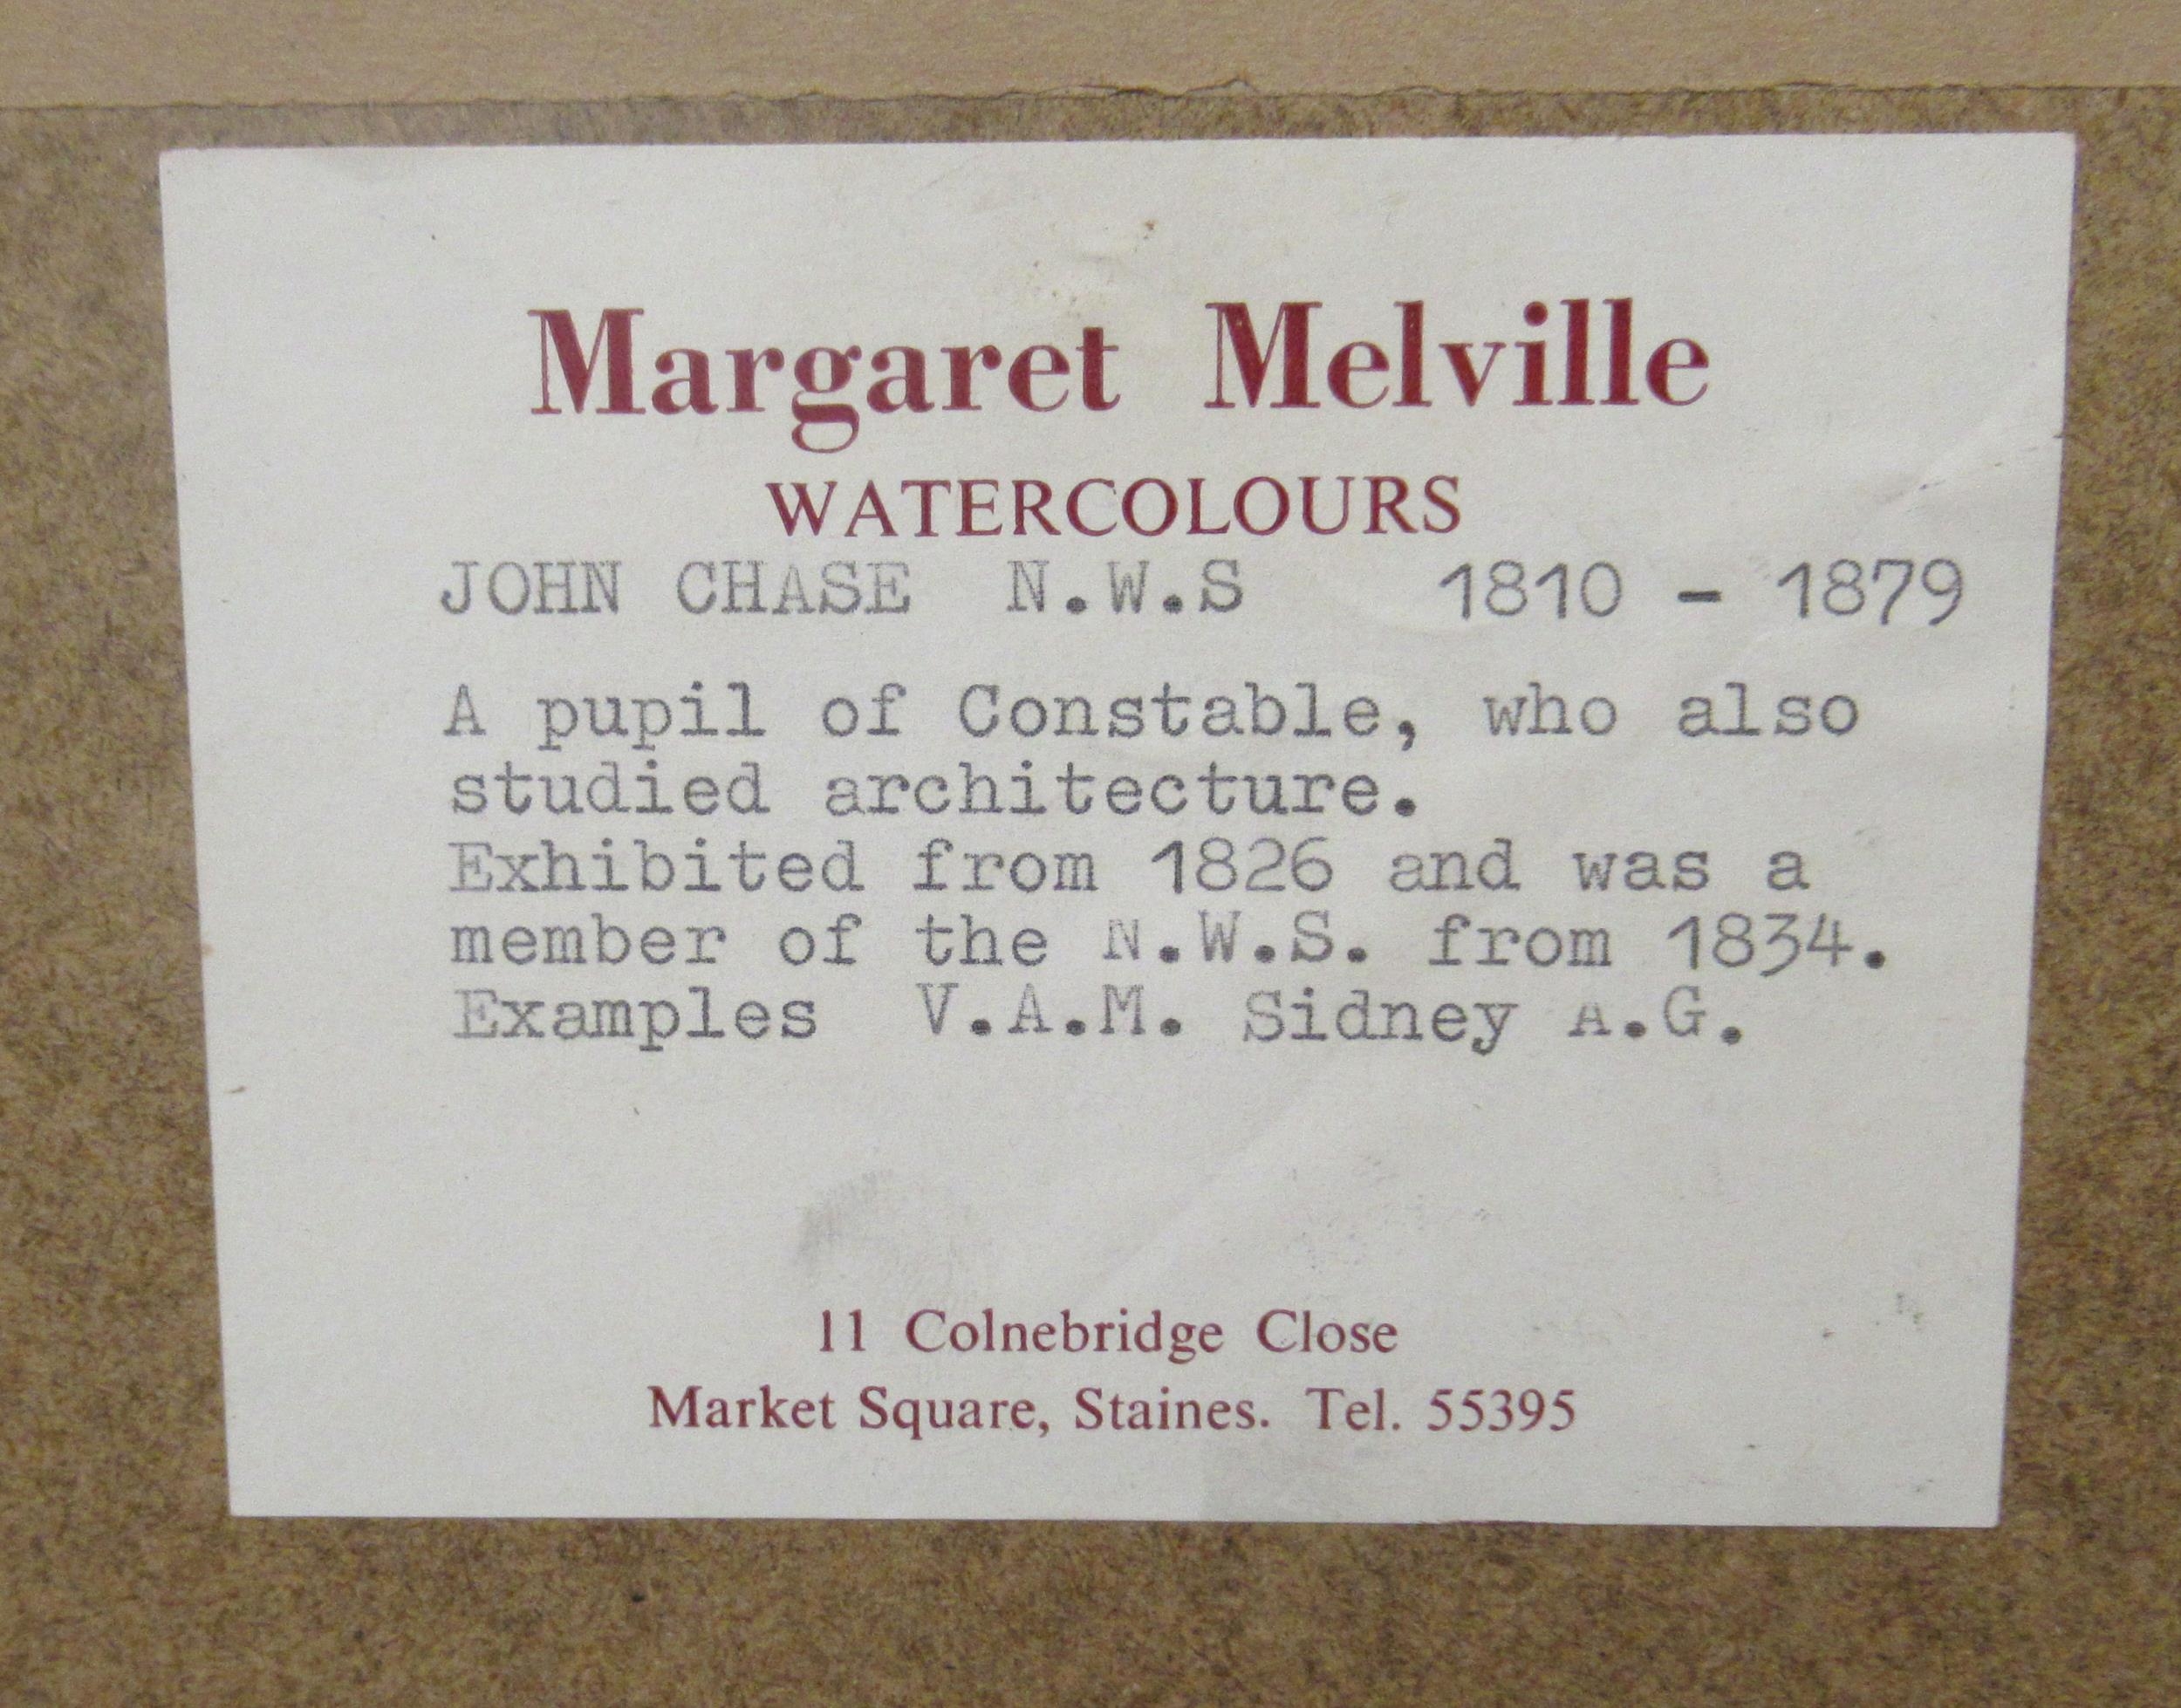 Margaret Melville
WATERCOLOURS
JOHN CHASE N.W.S 1810 - 1879
A pupil of Constable, who also
studied architecture.
Exhibited from 1826 and was a
member of the N.W.S. from 1834.
Examples V.A.M. Sidney A.G.
11 Colnebridge Close
Market Square, Staines. Tel. 55395